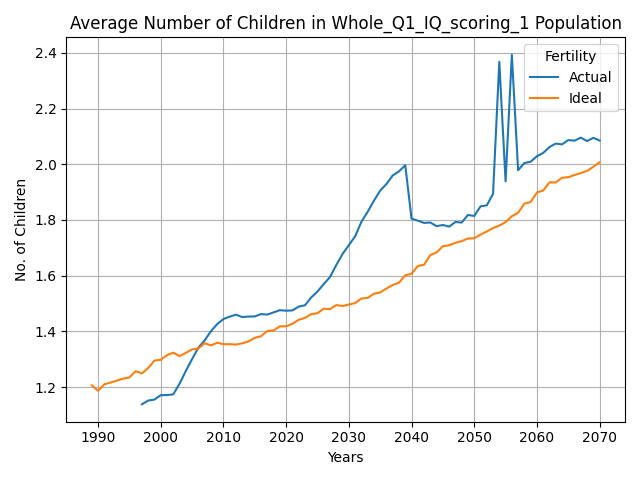 Average Number of Children in Whole_Q1_IQ_scoring_1 Population
Fertility
Actual
Ideal
No. of Children
2.4
2.2
2.0
1.8
1.6
1.4
1.2
1990 2000 2010 2020 2030 2040 2050 2060 2070
Years